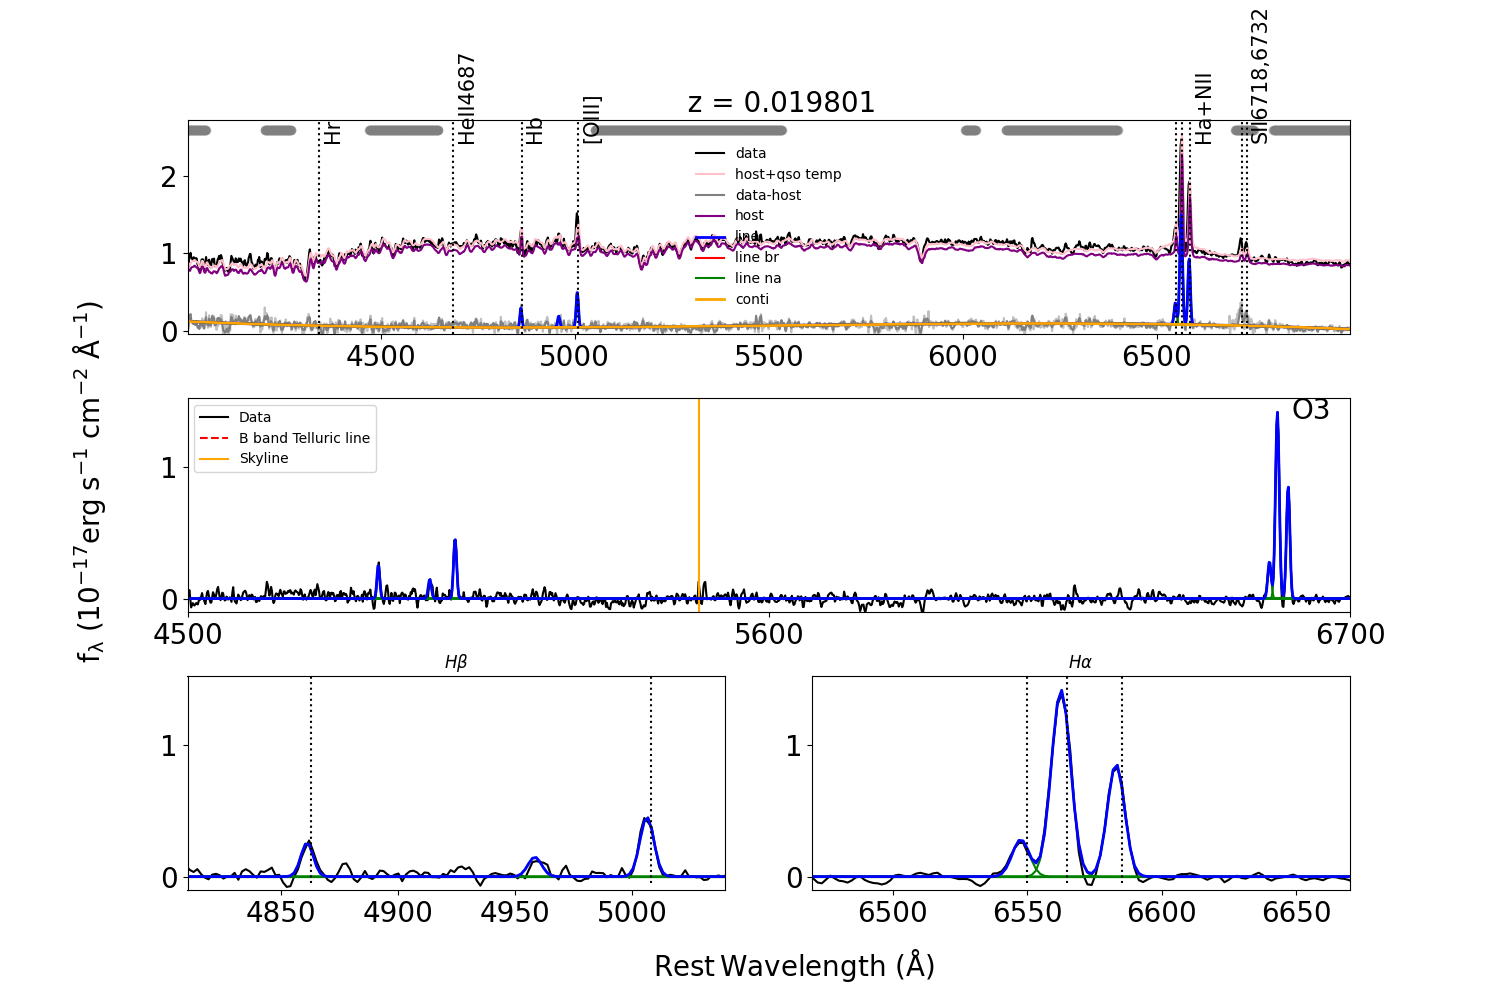 z = 0.019801
Hr
HeII4687
Hb
[OIII]
Ha+NII
SII6718,6732
data
host+qso temp
data-host
host
line
line br
line na
conti
2
1
0
4500
5000
5500
6000
6500
fλ (10⁻¹⁷erg s⁻¹ cm⁻² Å⁻¹)
Data
B band Telluric line
Skyline
O3
1
0
4500
5600
6700
Hβ
1
0
4850
4900
4950
5000
Hα
1
0
6500
6550
6600
6650
Rest Wavelength (Å)